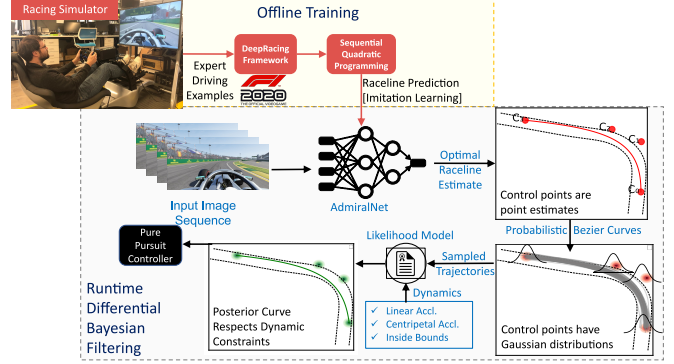 Racing Simulator
Offline Training
DeepRacing
Framework
Sequential
Quadratic
Programming
Expert
Driving
Examples
F1
2020
THE OFFICIAL VIDEOGAME
Raceline Prediction
[Imitation Learning]
Input Image
Sequence
AdmiralNet
Optimal
Raceline
Estimate
Control points are
point estimates
Probabilistic Bezier Curves
Pure
Pursuit
Controller
Likelihood Model
Sampled
Trajectories
Dynamics
✓ Linear Accl.
✓ Centripetal Accl.
✓ Inside Bounds
Posterior Curve
Respects Dynamic
Constraints
Control points have
Gaussian distributions
Runtime
Differential
Bayesian
Filtering